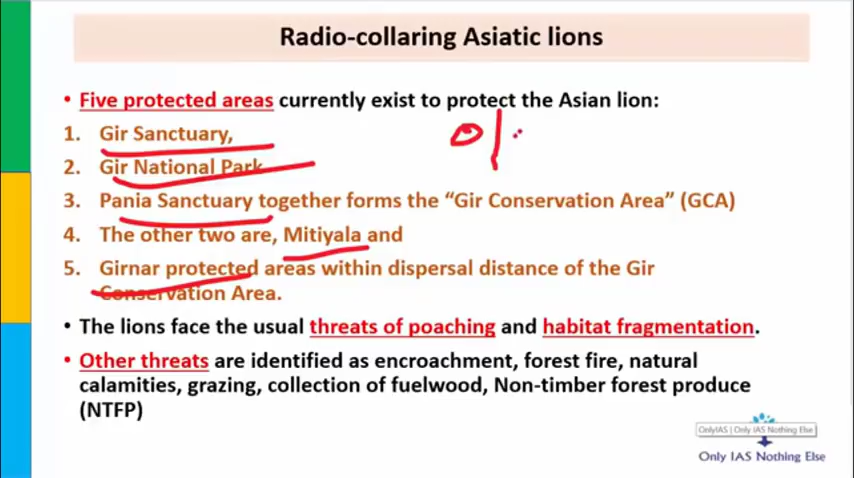 Radio-collaring Asiatic lions
• Five protected areas currently exist to protect the Asian lion:
1. Gir Sanctuary,
2. Gir National Park
3. Pania Sanctuary together forms the “Gir Conservation Area” (GCA)
4. The other two are, Mitiyala and
5. Girnar protected areas within dispersal distance of the Gir
Conservation Area.
• The lions face the usual threats of poaching and habitat fragmentation.
• Other threats are identified as encroachment, forest fire, natural
calamities, grazing, collection of fuelwood, Non-timber forest produce
(NTFP)
OnlyIAS | Only IAS Nothing Else
Only IAS Nothing Else